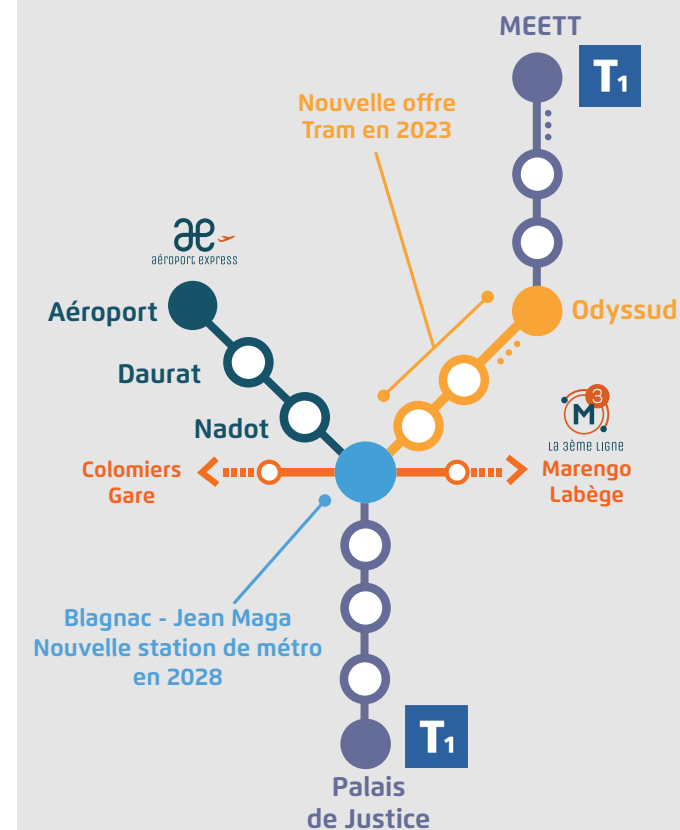 MEETT
T1
Nouvelle offre
Tram en 2023
æ
aéroport express
Aéroport
Odyssud
Daurat
Nadot
M3
La 3ème Ligne
Colomiers
Gare
Marengo
Labège
Blagnac - Jean Maga
Nouvelle station de métro
en 2028
T1
Palais
de Justice